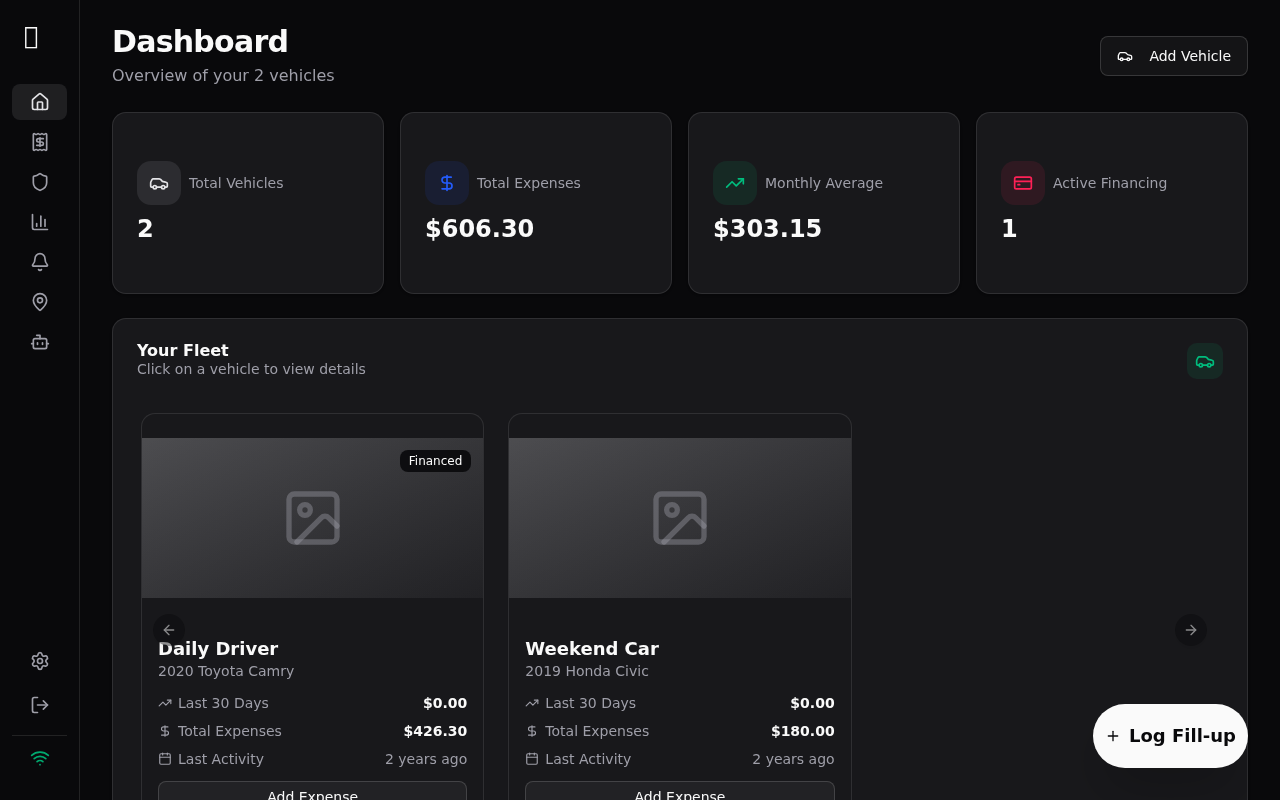 Dashboard
Overview of your 2 vehicles
Add Vehicle
Total Vehicles
2
Total Expenses
$606.30
Monthly Average
$303.15
Active Financing
1
Your Fleet
Click on a vehicle to view details
Financed
Daily Driver
2020 Toyota Camry
Last 30 Days $0.00
Total Expenses $426.30
Last Activity 2 years ago
Add Expense
Weekend Car
2019 Honda Civic
Last 30 Days $0.00
Total Expenses $180.00
Last Activity 2 years ago
Add Expense
+ Log Fill-up